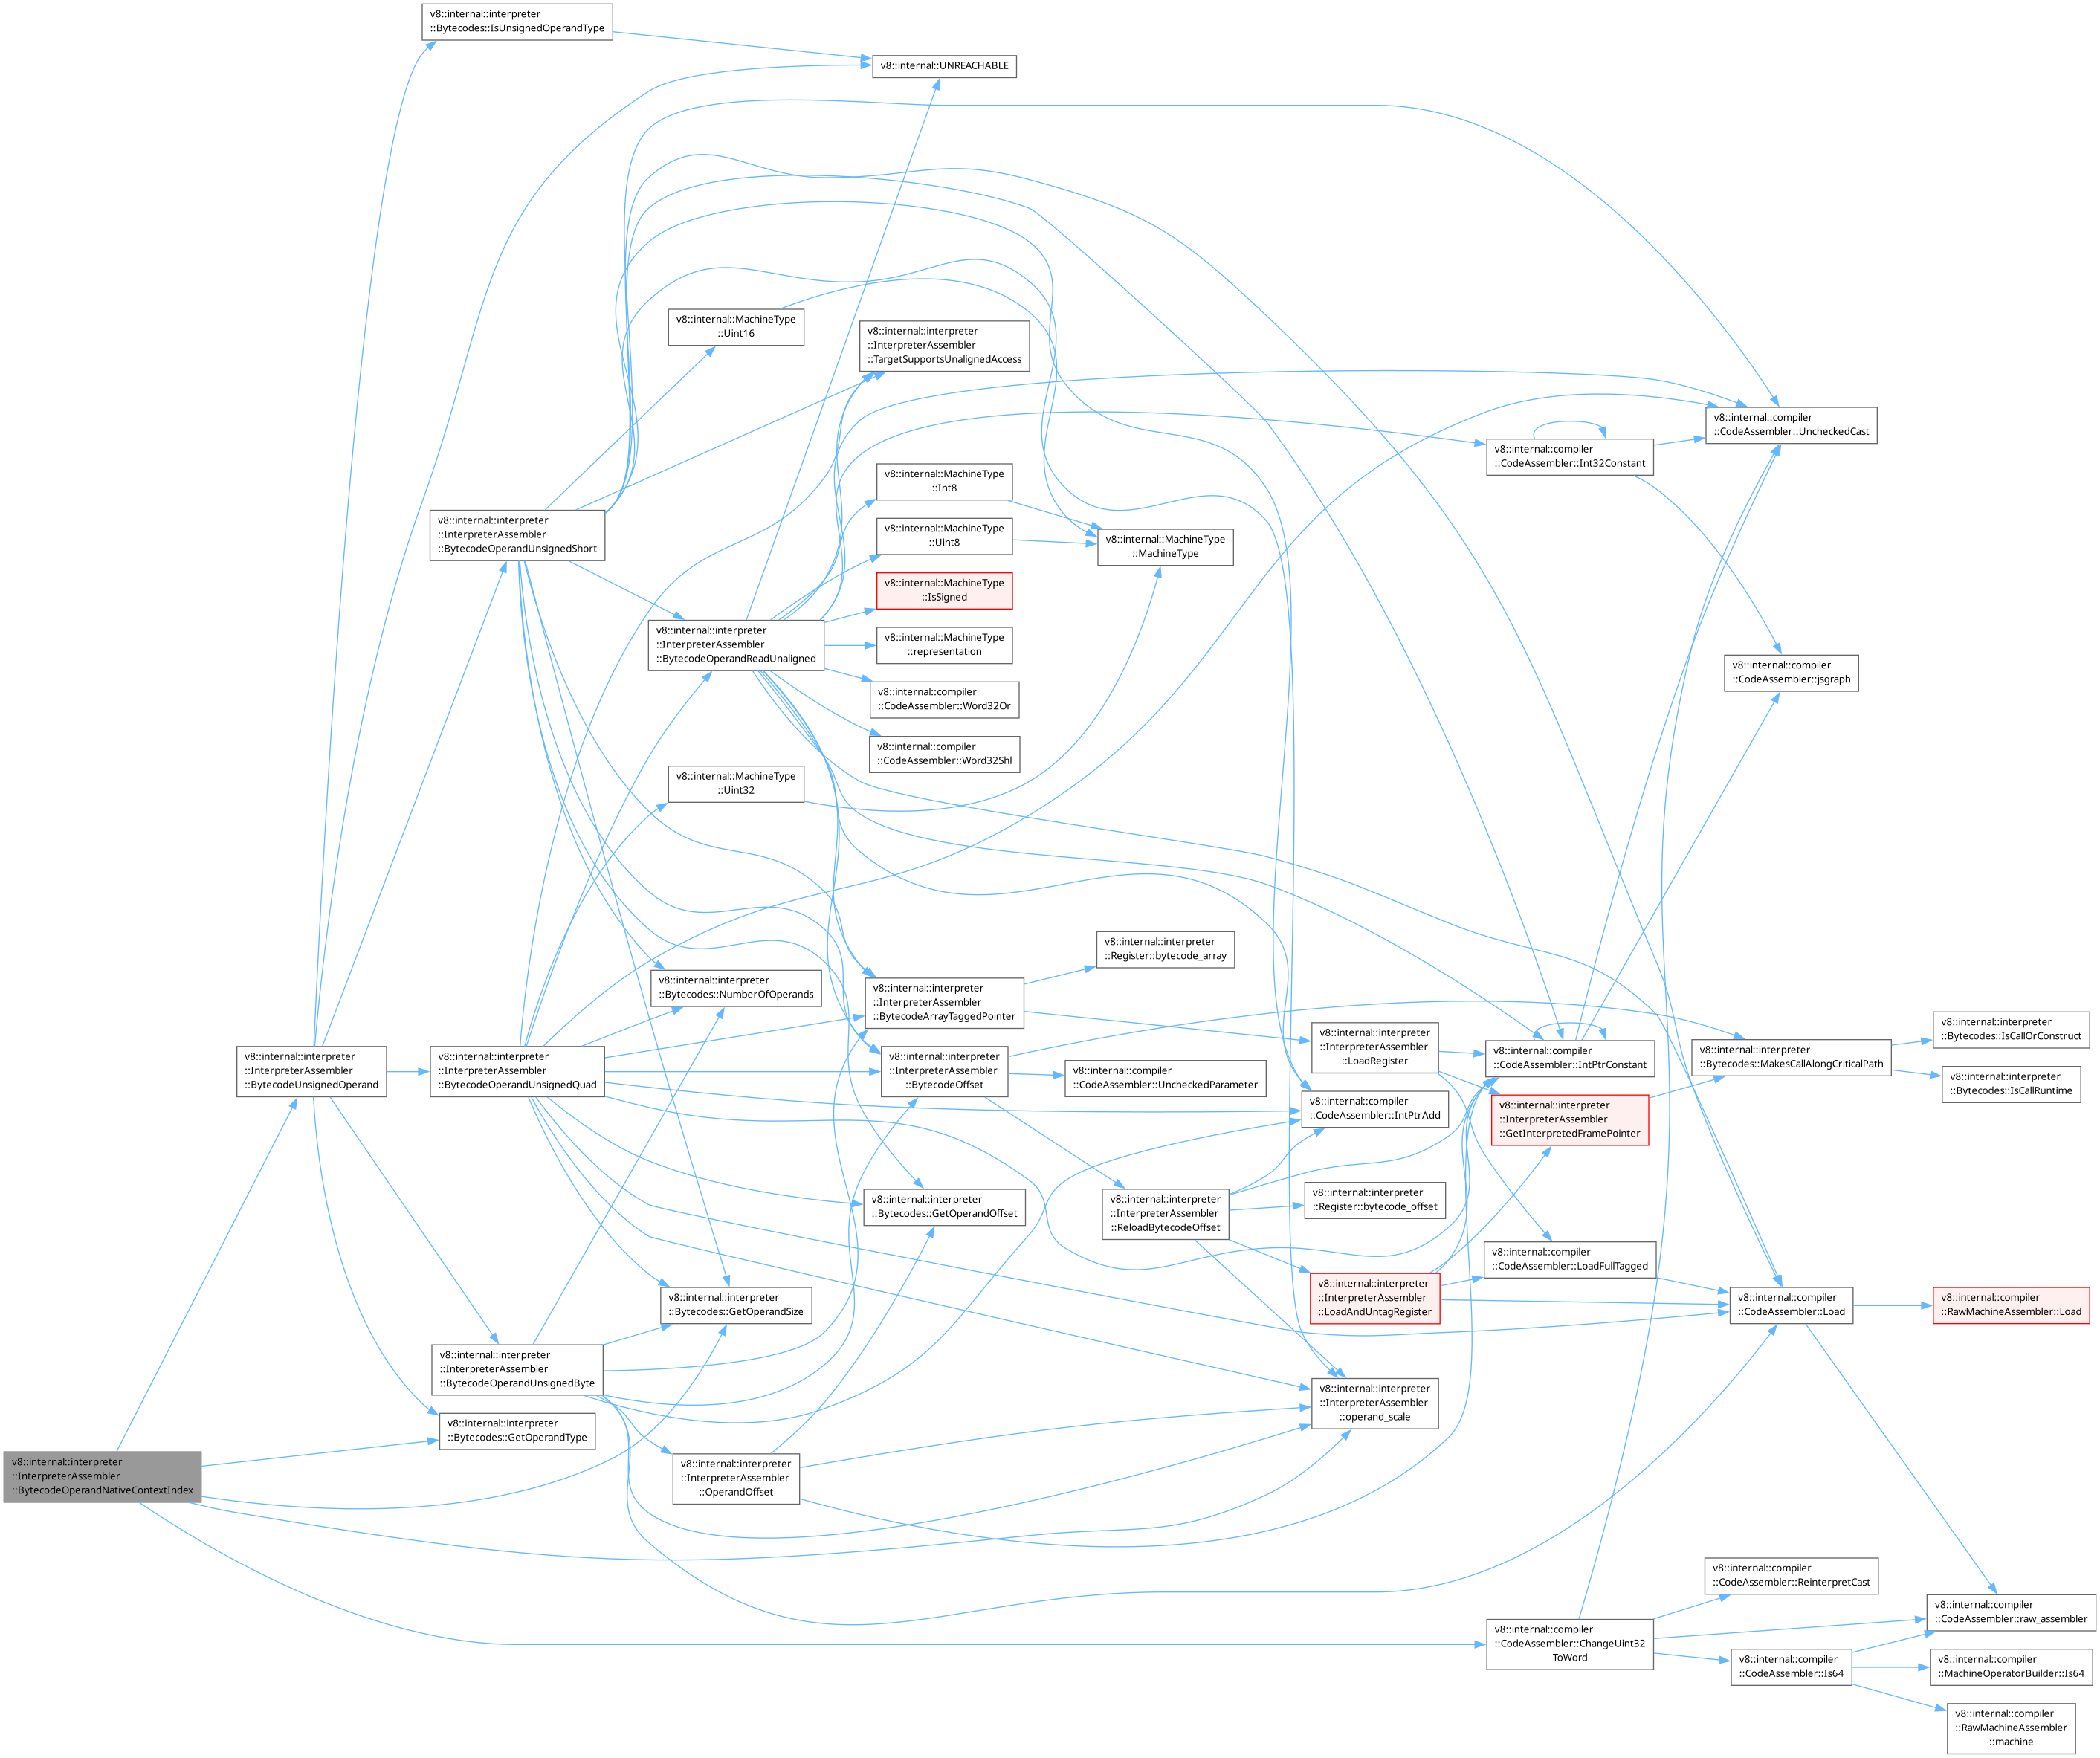 v8::internal::interpreter
::Bytecodes::IsUnsignedOperandType
v8::internal::UNREACHABLE
v8::internal::MachineType
::Uint16
v8::internal::interpreter
::InterpreterAssembler
::TargetSupportsUnalignedAccess
v8::internal::compiler
::CodeAssembler::UncheckedCast
v8::internal::compiler
::CodeAssembler::Int32Constant
v8::internal::MachineType
::Int8
v8::internal::interpreter
::InterpreterAssembler
::BytecodeOperandUnsignedShort
v8::internal::MachineType
::Uint8
v8::internal::MachineType
::MachineType
v8::internal::MachineType
::IsSigned
v8::internal::interpreter
::InterpreterAssembler
::BytecodeOperandReadUnaligned
v8::internal::MachineType
::representation
v8::internal::compiler
::CodeAssembler::jsgraph
v8::internal::compiler
::CodeAssembler::Word32Or
v8::internal::compiler
::CodeAssembler::Word32Shl
v8::internal::MachineType
::Uint32
v8::internal::interpreter
::Register::bytecode_array
v8::internal::interpreter
::Bytecodes::NumberOfOperands
v8::internal::interpreter
::InterpreterAssembler
::BytecodeArrayTaggedPointer
v8::internal::interpreter
::Bytecodes::IsCallOrConstruct
v8::internal::interpreter
::InterpreterAssembler
::LoadRegister
v8::internal::compiler
::CodeAssembler::IntPtrConstant
v8::internal::interpreter
::Bytecodes::MakesCallAlongCriticalPath
v8::internal::interpreter
::InterpreterAssembler
::BytecodeUnsignedOperand
v8::internal::interpreter
::InterpreterAssembler
::BytecodeOperandUnsignedQuad
v8::internal::interpreter
::InterpreterAssembler
::BytecodeOffset
v8::internal::compiler
::CodeAssembler::UncheckedParameter
v8::internal::interpreter
::Bytecodes::IsCallRuntime
v8::internal::compiler
::CodeAssembler::IntPtrAdd
v8::internal::interpreter
::InterpreterAssembler
::GetInterpretedFramePointer
v8::internal::interpreter
::Bytecodes::GetOperandOffset
v8::internal::interpreter
::InterpreterAssembler
::ReloadBytecodeOffset
v8::internal::interpreter
::Register::bytecode_offset
v8::internal::compiler
::CodeAssembler::LoadFullTagged
v8::internal::interpreter
::Bytecodes::GetOperandSize
v8::internal::interpreter
::InterpreterAssembler
::LoadAndUntagRegister
v8::internal::compiler
::CodeAssembler::Load
v8::internal::compiler
::RawMachineAssembler::Load
v8::internal::interpreter
::InterpreterAssembler
::BytecodeOperandUnsignedByte
v8::internal::interpreter
::InterpreterAssembler
::operand_scale
v8::internal::interpreter
::Bytecodes::GetOperandType
v8::internal::interpreter
::InterpreterAssembler
::BytecodeOperandNativeContextIndex
v8::internal::interpreter
::InterpreterAssembler
::OperandOffset
v8::internal::compiler
::CodeAssembler::ReinterpretCast
v8::internal::compiler
::CodeAssembler::raw_assembler
v8::internal::compiler
::CodeAssembler::ChangeUint32
ToWord
v8::internal::compiler
::CodeAssembler::Is64
v8::internal::compiler
::MachineOperatorBuilder::Is64
v8::internal::compiler
::RawMachineAssembler
::machine